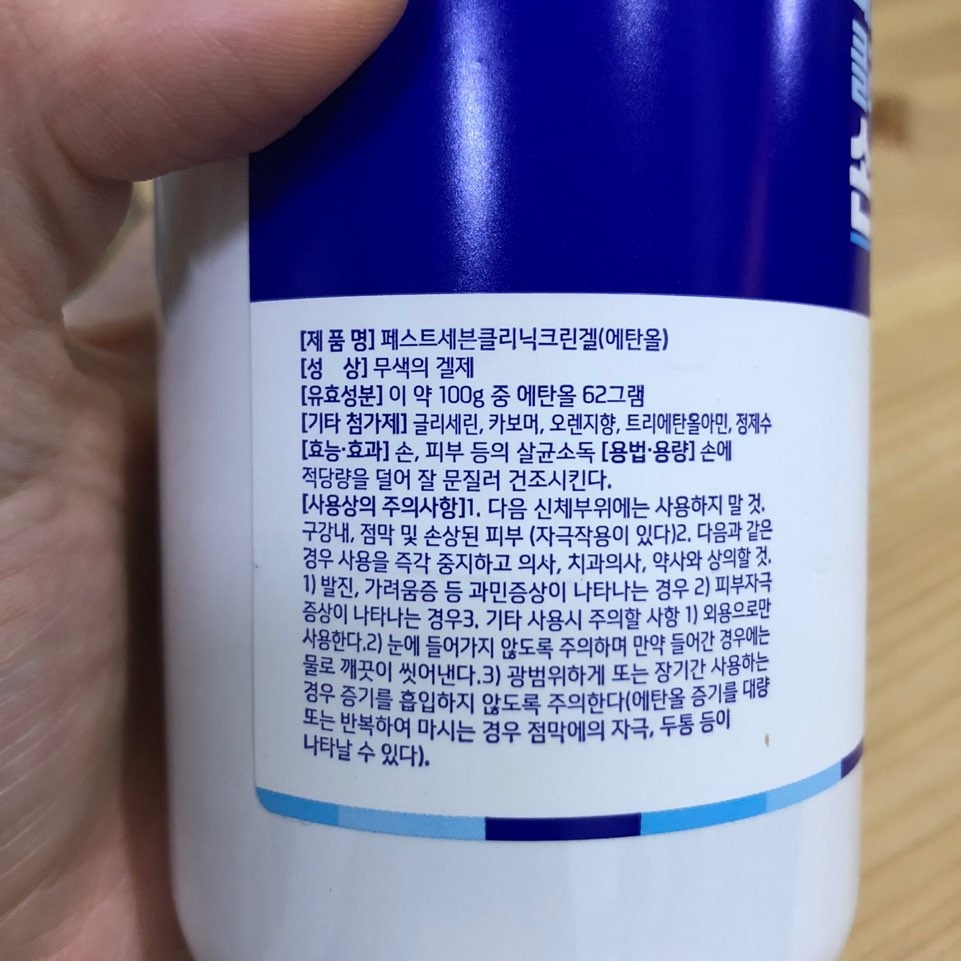 [제 품 명] 페스트세븐클리닉크린겔(에탄올)
[성 상] 무색의 겔제
[유효성분] 이 약 100g 중 에탄올 62그램
[기타 첨가제] 글리세린, 카보머, 오렌지향, 트리에탄올아민, 정제수
[효능·효과] 손, 피부 등의 살균소독 [용법·용량] 손에
적당량을 덜어 잘 문질러 건조시킨다.
[사용상의 주의사항]1. 다음 신체부위에는 사용하지 말 것.
구강내, 점막 및 손상된 피부 (자극작용이 있다)2. 다음과 같은
경우 사용을 즉각 중지하고 의사, 치과의사, 약사와 상의할 것.
1) 발진, 가려움증 등 과민증상이 나타나는 경우 2) 피부자극
증상이 나타나는 경우3. 기타 사용시 주의할 사항 1) 외용으로만
사용한다.2) 눈에 들어가지 않도록 주의하며 만약 들어간 경우에는
물로 깨끗이 씻어낸다.3) 광범위하게 또는 장기간 사용하는
경우 증기를 흡입하지 않도록 주의한다(에탄올 증기를 대량
또는 반복하여 마시는 경우 점막에의 자극, 두통 등이
나타날 수 있다).